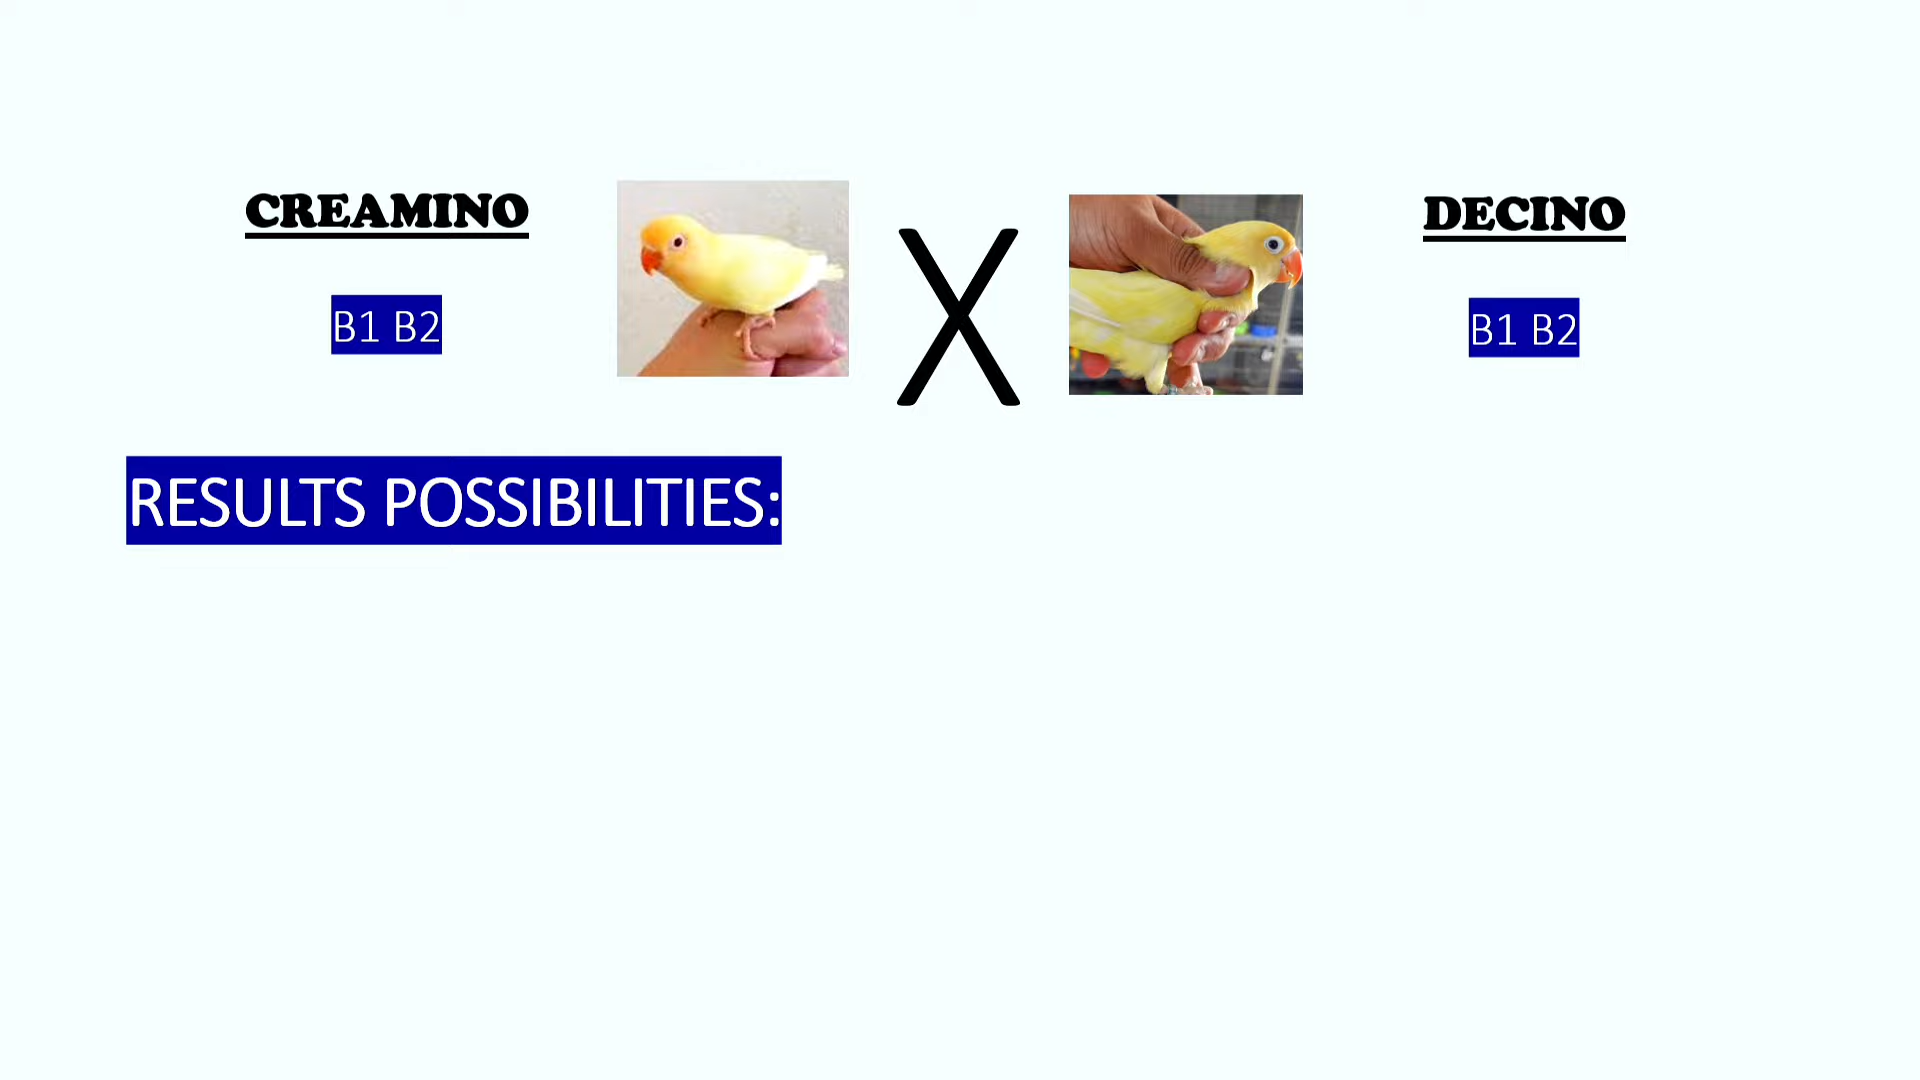 CREAMINO
DECINO
B1 B2
X
B1 B2
RESULTS POSSIBILITIES: